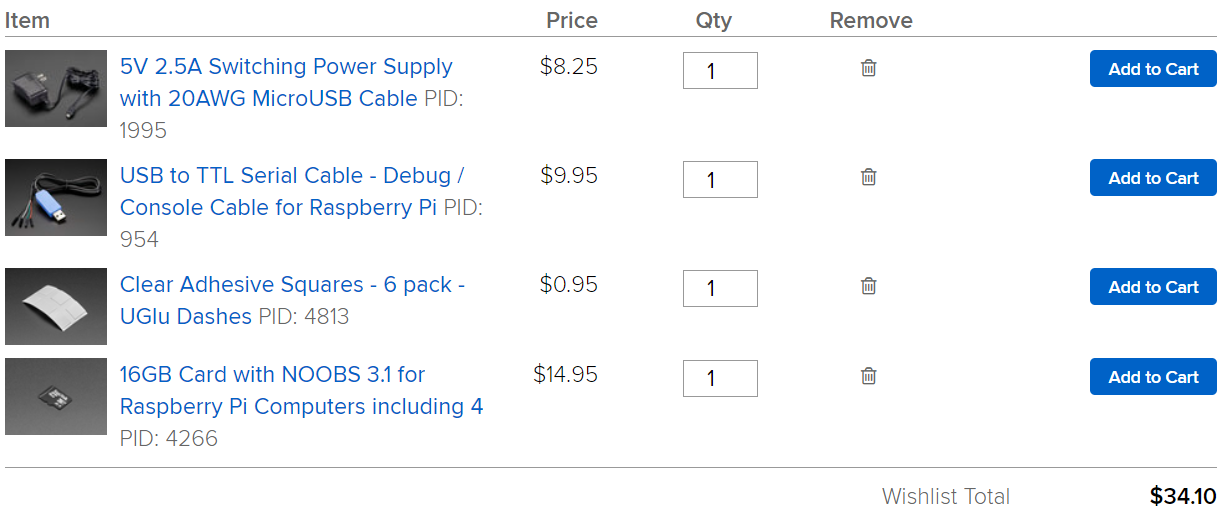 Item Price Qty Remove
5V 2.5A Switching Power Supply $8.25 1 Add to Cart
with 20AWG MicroUSB Cable PID:
1995
USB to TTL Serial Cable - Debug / $9.95 1 Add to Cart
Console Cable for Raspberry Pi PID:
954
Clear Adhesive Squares - 6 pack - $0.95 1 Add to Cart
UGlu Dashes PID: 4813
16GB Card with NOOBS 3.1 for $14.95 1 Add to Cart
Raspberry Pi Computers including 4
PID: 4266
Wishlist Total $34.10